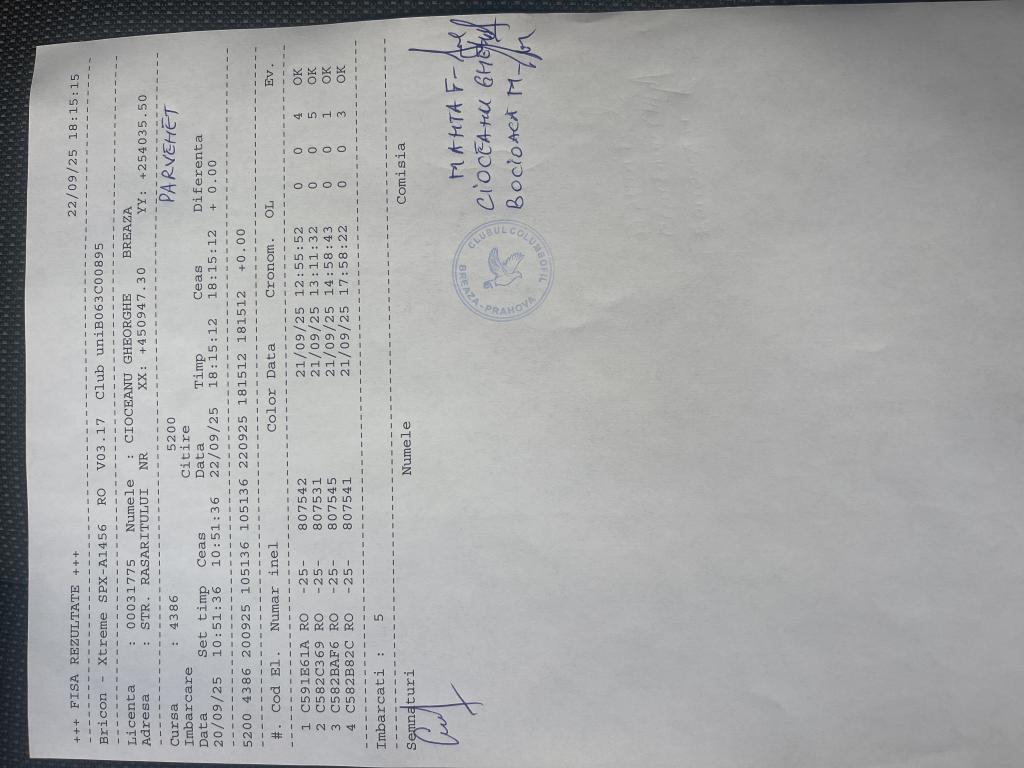 +++ FISA REZULTATE +++ 22/09/25 18:15:15
Bricon - Xtreme SPX-A1456 RO V03.17 Club uniB063C00895
Licenta : 00031775 Numele : CIOCEANU GHEORGHE BREAZA
Adresa : STR. RASARITULUI NR XX: +450947.30 YY: +254035.50
Cursa : 4386 5200 PARVENET
Imbarcare Citire
Data Set timp Ceas Data Timp Ceas Diferenta
20/09/25 10:51:36 10:51:36 22/09/25 18:15:12 18:15:12 + 0:00
5200 4386 200925 105136 105136 220925 181512 181512 +0.00
#. Cod El. Numar inel Color Data Cronom. OL Ev.
1 C591E61A RO -25- 807542 21/09/25 12:55:52 0 0 4 OK
2 C582C369 RO -25- 807531 21/09/25 13:11:32 0 0 5 OK
3 C582BAF6 RO -25- 807545 21/09/25 14:58:43 0 0 1 OK
4 C582B82C RO -25- 807541 21/09/25 17:58:22 0 0 3 OK
Imbarcati : 5
Semnaturi Numele Comisia
MANTA F-
CIOCEANU GHEORGHE
BOCIOACA M-
CLUBUL COLUMBOFIL
BREAZA-PRAHOVA